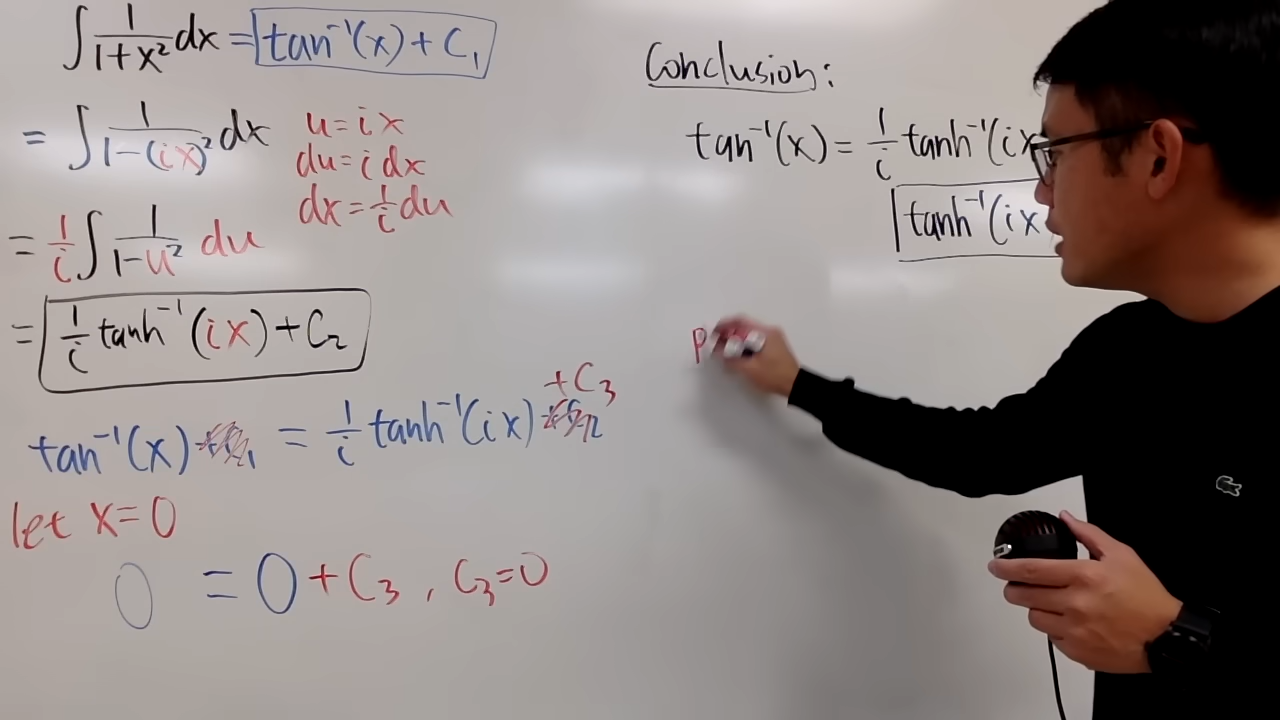 ∫ 1/(1+x²) dx = tan⁻¹(x) + C₁
= ∫ 1/(1-(ix)²) dx
u = ix
du = i dx
dx = 1/i du
= 1/i ∫ 1/(1-u²) du
= 1/i tanh⁻¹(ix) + C₂
tan⁻¹(x) = 1/i tanh⁻¹(ix) + C₃
let x=0
0 = 0 + C₃, C₃=0
Conclusion:
tan⁻¹(x) = 1/i tanh⁻¹(ix
tanh⁻¹(ix